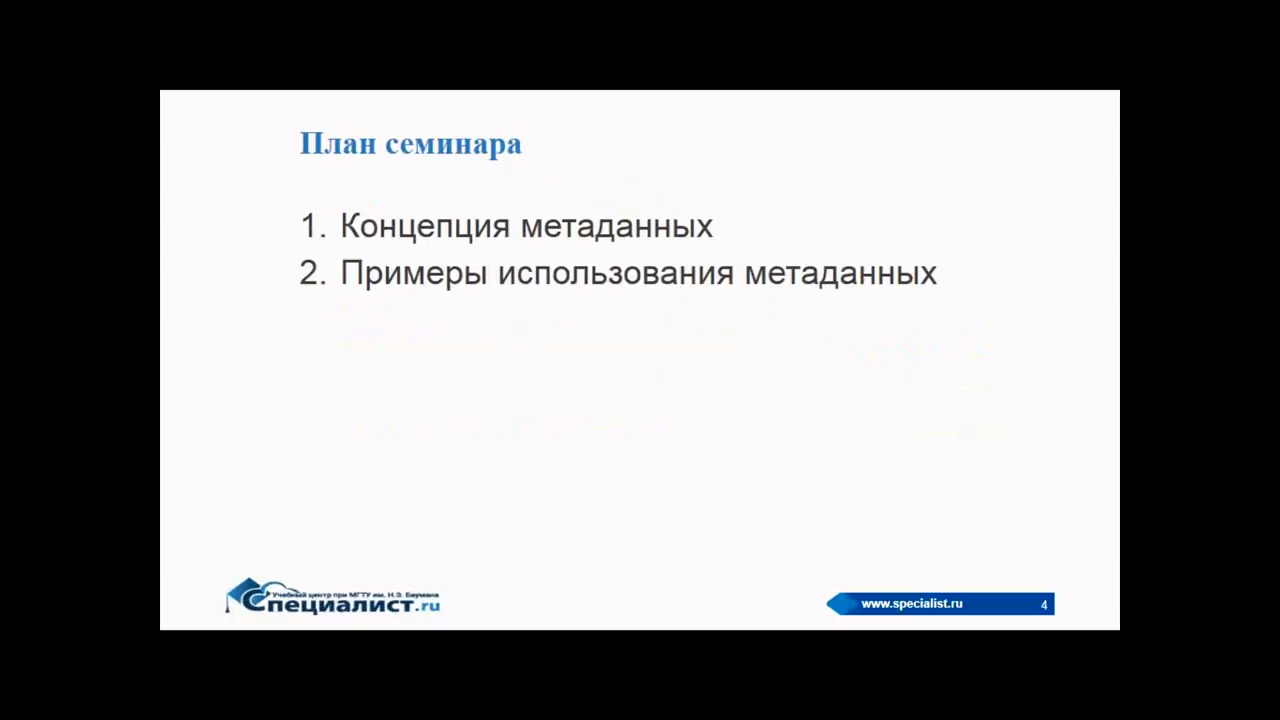 План семинара
1. Концепция метаданных
2. Примеры использования метаданных
Учебный центр при МГТУ им. Н.Э. Баумана
Специалист.ru
www.specialist.ru 4